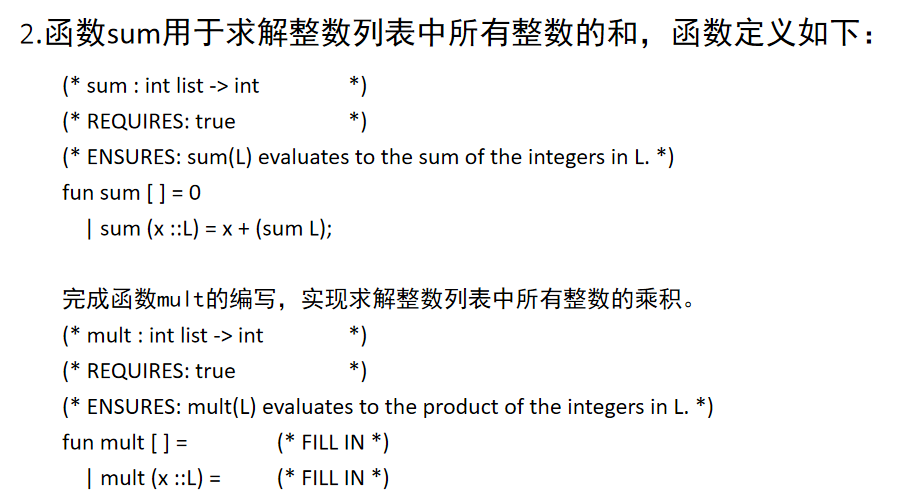 2.函数sum用于求解整数列表中所有整数的和，函数定义如下：
(* sum : int list -> int *)
(* REQUIRES: true *)
(* ENSURES: sum(L) evaluates to the sum of the integers in L. *)
fun sum [ ] = 0
| sum (x ::L) = x + (sum L);
完成函数mult的编写，实现求解整数列表中所有整数的乘积。
(* mult : int list -> int *)
(* REQUIRES: true *)
(* ENSURES: mult(L) evaluates to the product of the integers in L. *)
fun mult [ ] = (* FILL IN *)
| mult (x ::L) = (* FILL IN *)